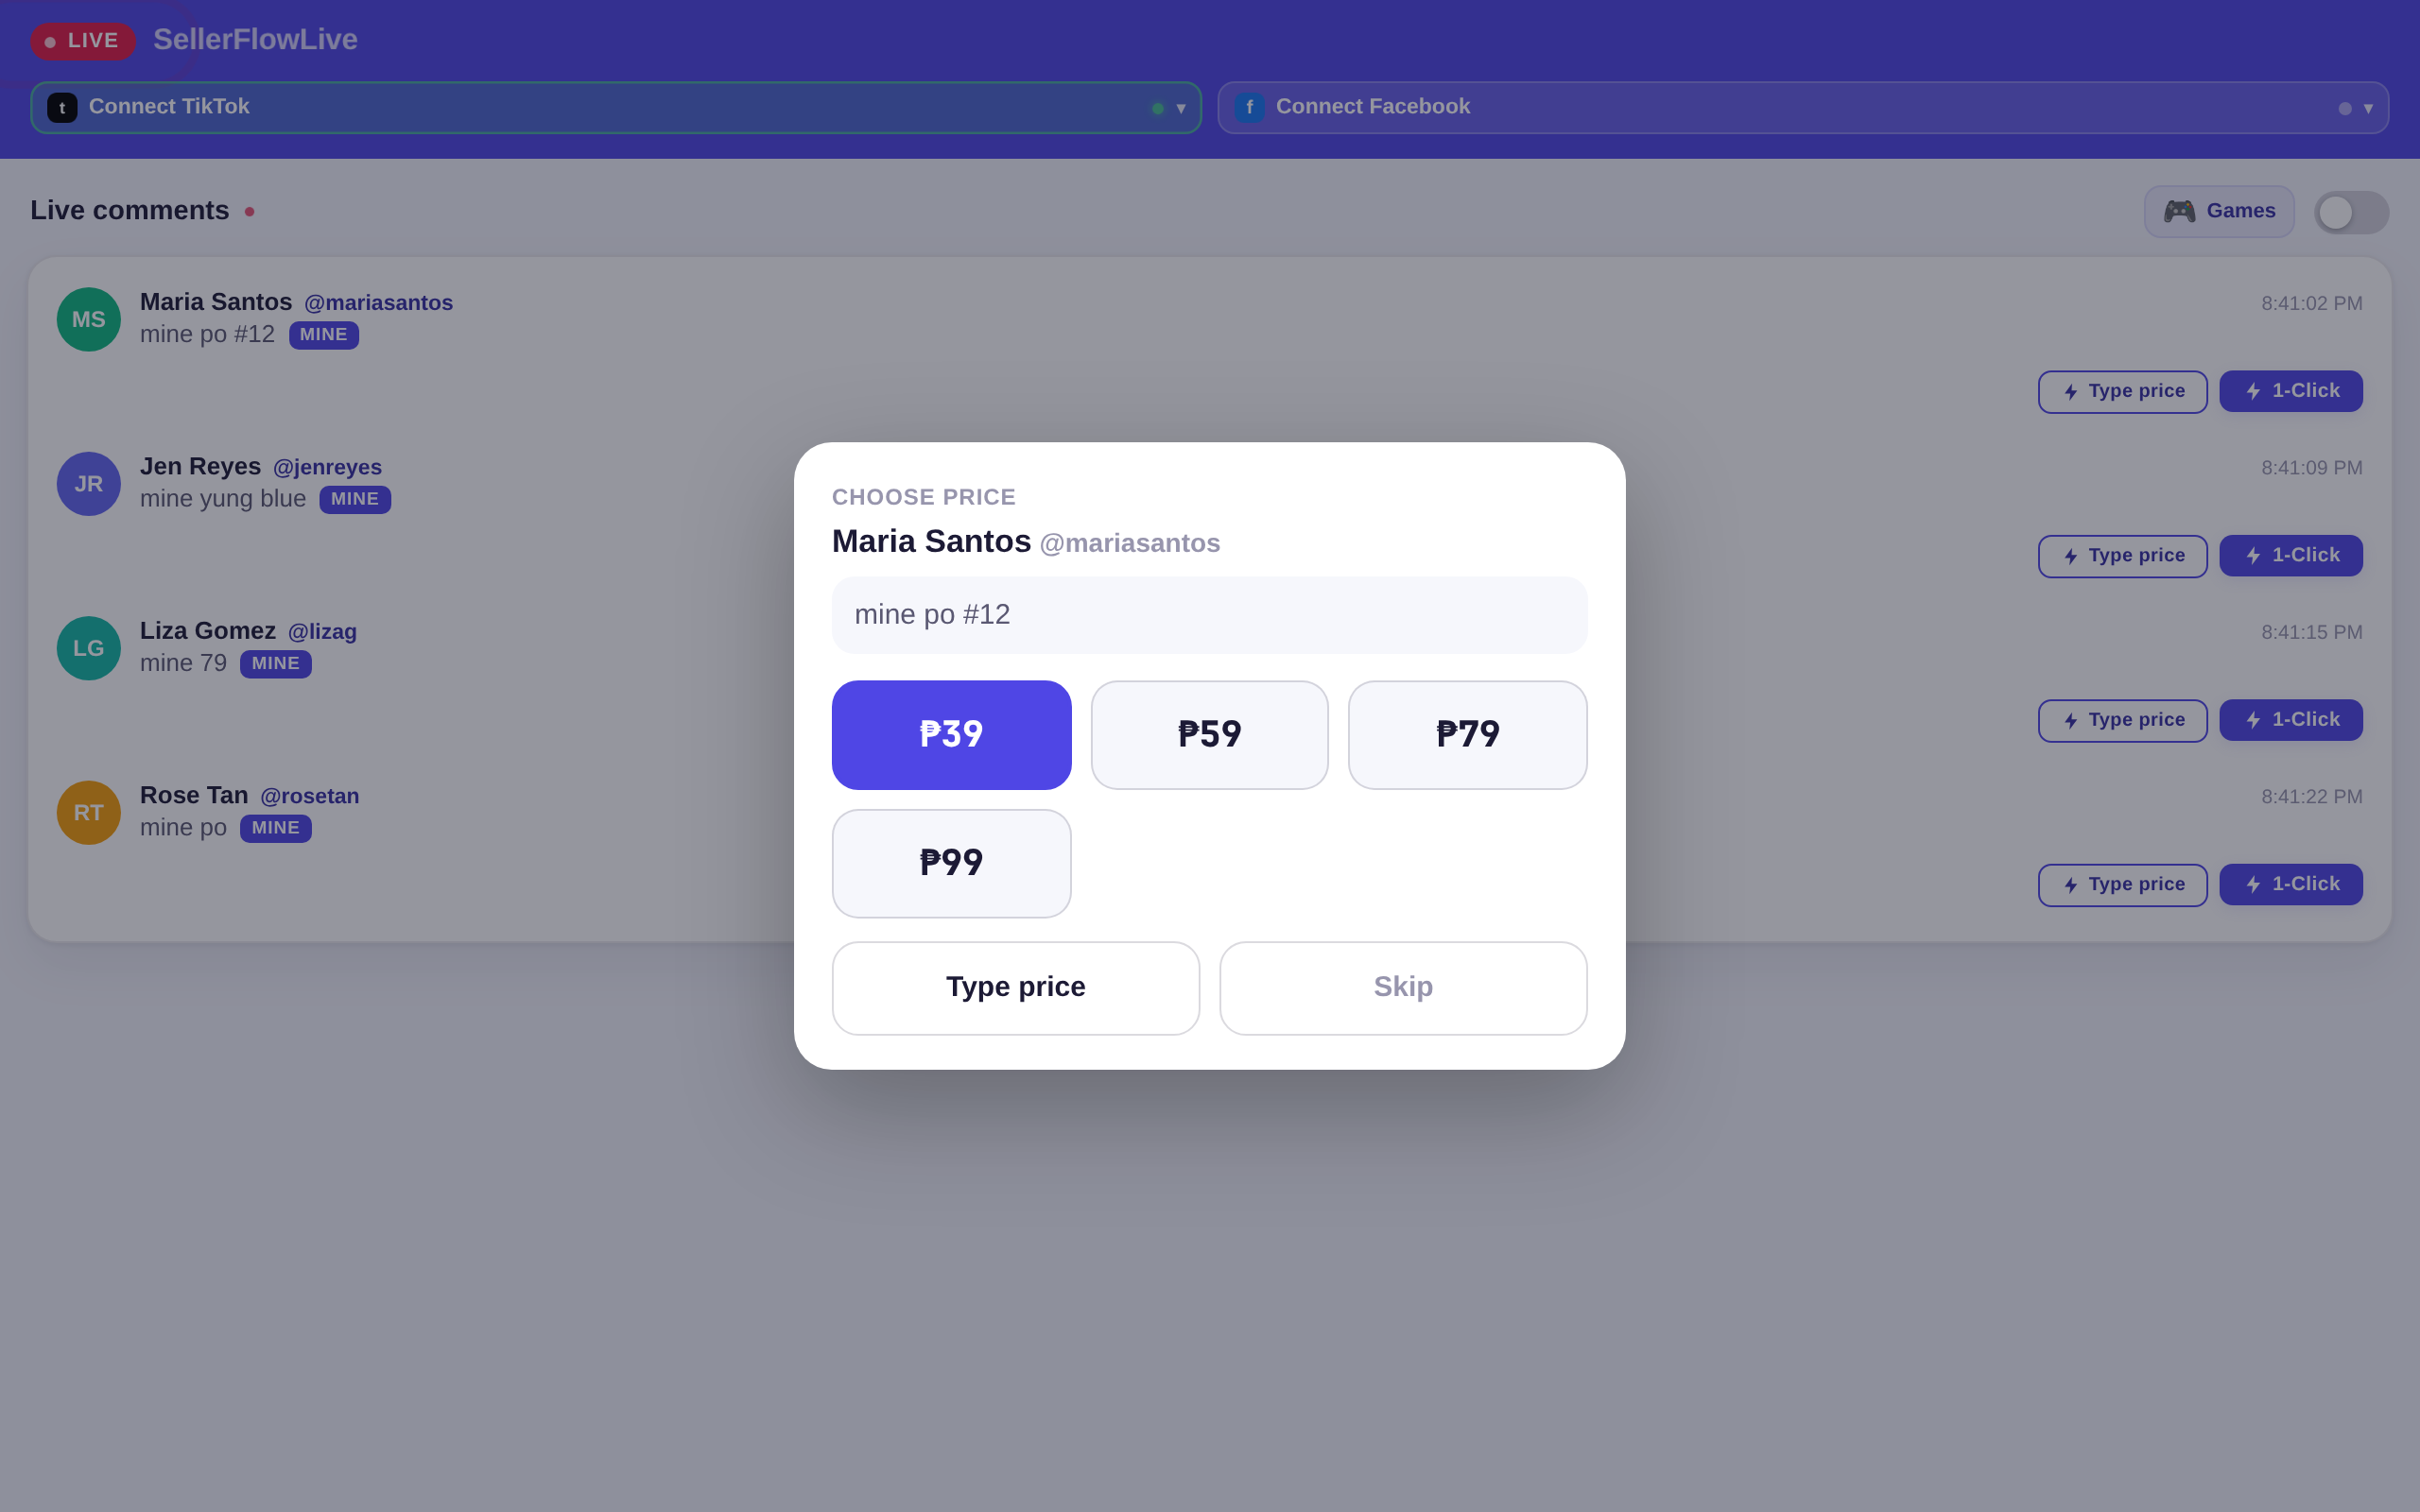 LIVE SellerFlowLive
t Connect TikTok ▾ f Connect Facebook ▾
Live comments 🎮 Games
MS Maria Santos @mariasantos 8:41:02 PM
mine po #12 MINE
Type price 1-Click
JR Jen Reyes @jenreyes 8:41:09 PM
mine yung blue MINE
Type price 1-Click
LG Liza Gomez @lizag 8:41:15 PM
mine 79 MINE
Type price 1-Click
RT Rose Tan @rosetan 8:41:22 PM
mine po MINE
Type price 1-Click
CHOOSE PRICE
Maria Santos @mariasantos
mine po #12
₱39 ₱59 ₱79
₱99
Type price Skip